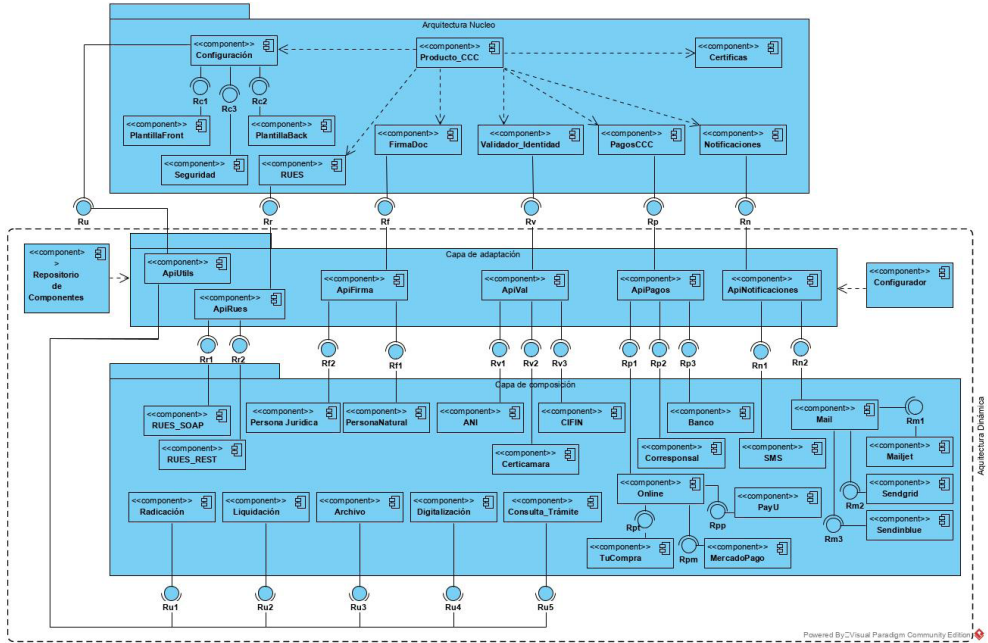 Arquitectura Nucleo
<<component>>
Configuración
<<component>>
Producto_CCC
<<component>>
Certificas
Rc1
Rc3
Rc2
<<component>>
PlantillaFront
<<component>>
PlantillaBack
<<component>>
FirmaDoc
<<component>>
Validador_Identidad
<<component>>
PagosCCC
<<component>>
Notificaciones
<<component>>
Seguridad
<<component>>
RUES
Ru
Rr
Rf
Rv
Rp
Rn
<<component>
>
Repositorio
de
Componentes
Capa de adaptación
<<component>>
ApiUtils
<<component>>
ApiRues
<<component>>
ApiFirma
<<component>>
ApiVal
<<component>>
ApiPagos
<<component>>
ApiNotificaciones
<<component>>
Configurador
Rr1
Rr2
Rf2
Rf1
Rv1
Rv2
Rv3
Rp1
Rp2
Rp3
Rn1
Rn2
Capa de composición
<<component>>
RUES_SOAP
<<component>>
Persona Jurídica
<<component>>
PersonaNatural
<<component>>
ANI
<<component>>
CIFIN
<<component>>
Banco
<<component>>
Mail
Rm1
<<component>>
RUES_REST
<<component>>
Certicamara
<<component>>
Corresponsal
<<component>>
SMS
<<component>>
Mailjet
<<component>>
Radicación
<<component>>
Liquidación
<<component>>
Archivo
<<component>>
Digitalización
<<component>>
Consulta_Trámite
<<component>>
Online
<<component>>
PayU
<<component>>
Sendgrid
Rm2
<<component>>
Sendinblue
Rm3
Rpt
Rpp
Rpm
<<component>>
TuCompra
<<component>>
MercadoPago
Ru1
Ru2
Ru3
Ru4
Ru5
Aquitectura Dinámica
Powered By Visual Paradigm Community Edition